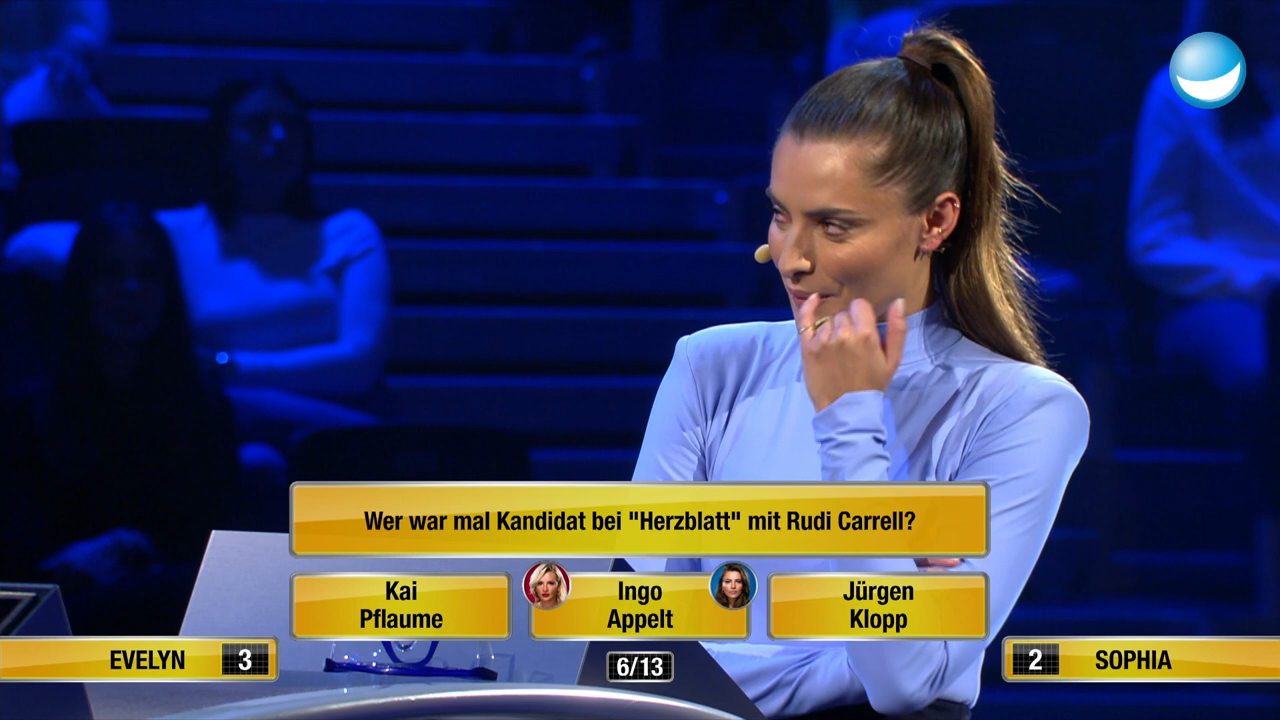 Wer war mal Kandidat bei "Herzblatt" mit Rudi Carrell?
Kai
Pflaume
Ingo
Appelt
Jürgen
Klopp
EVELYN 3
6/13
2 SOPHIA